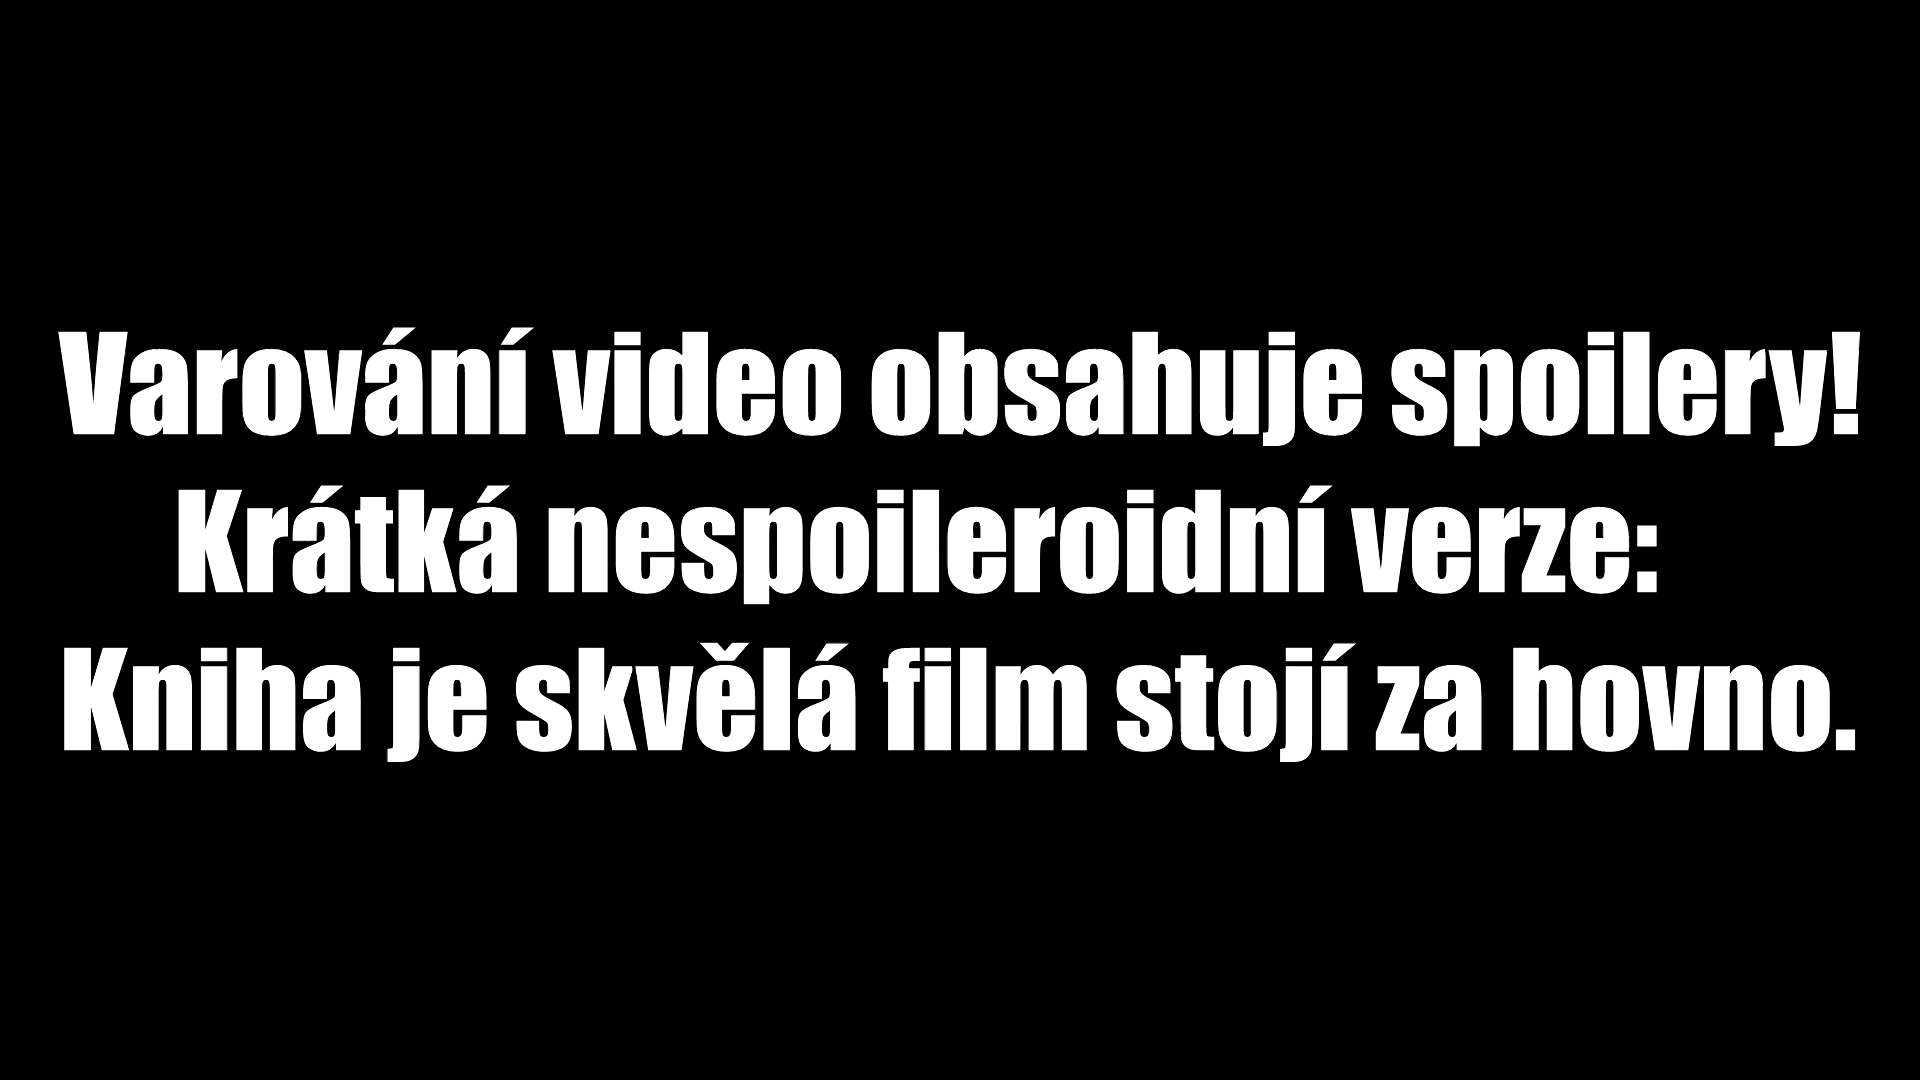 Varování video obsahuje spoilery!
Krátká nespoileroidní verze:
Kniha je skvělá film stojí za hovno.